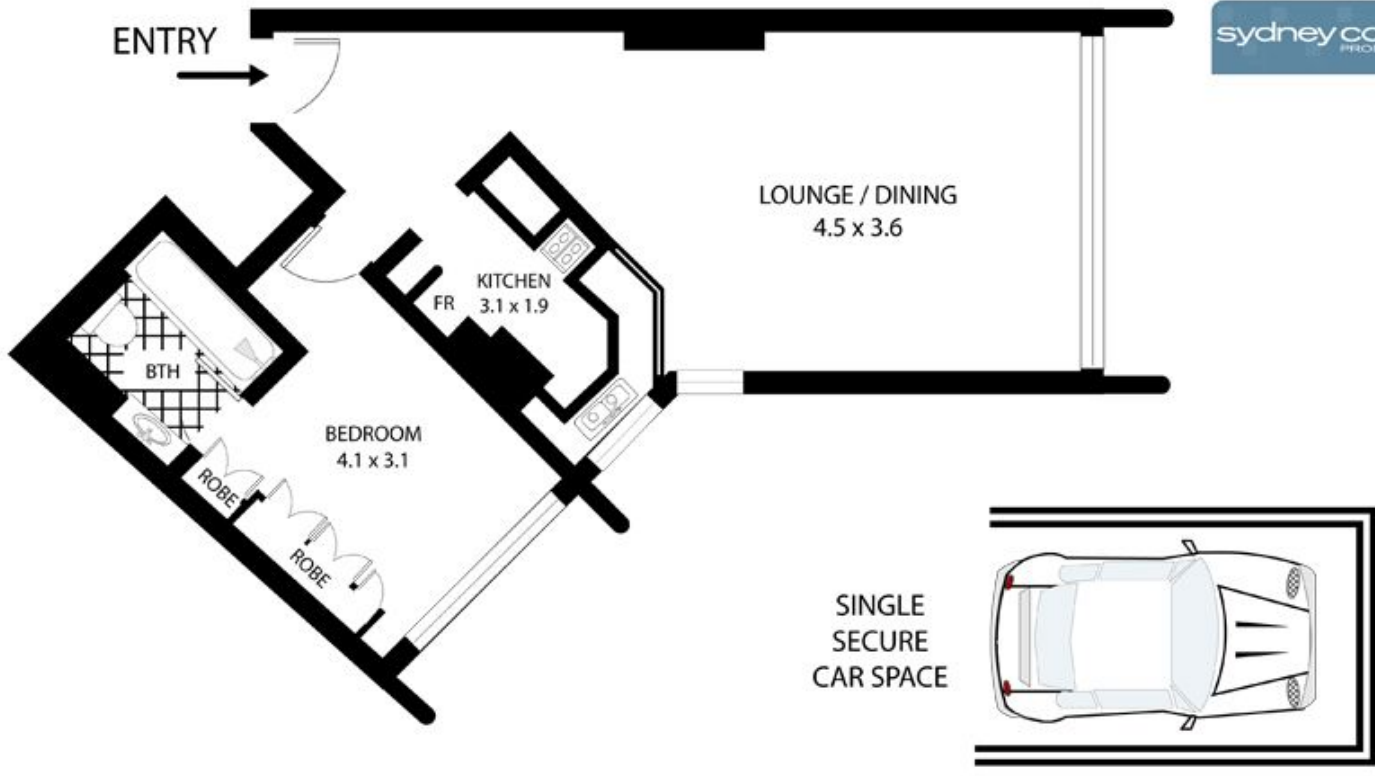 ENTRY
sydney
LOUNGE / DINING
4.5 x 3.6
KITCHEN
3.1 x 1.9
FR
BTH
BEDROOM
4.1 x 3.1
ROBE
ROBE
SINGLE
SECURE
CAR SPACE